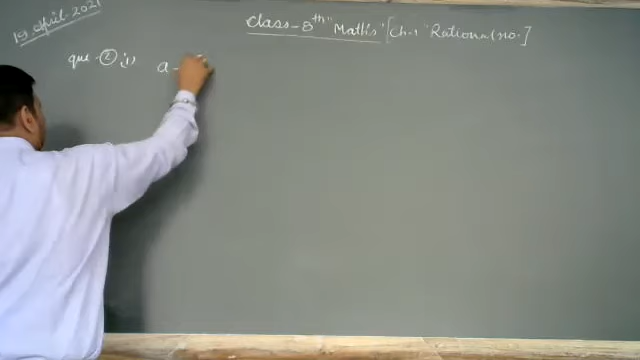 19 April 2021
Class-8th "Maths" [Ch-1 "Rational no.]
que. ② (i) a -